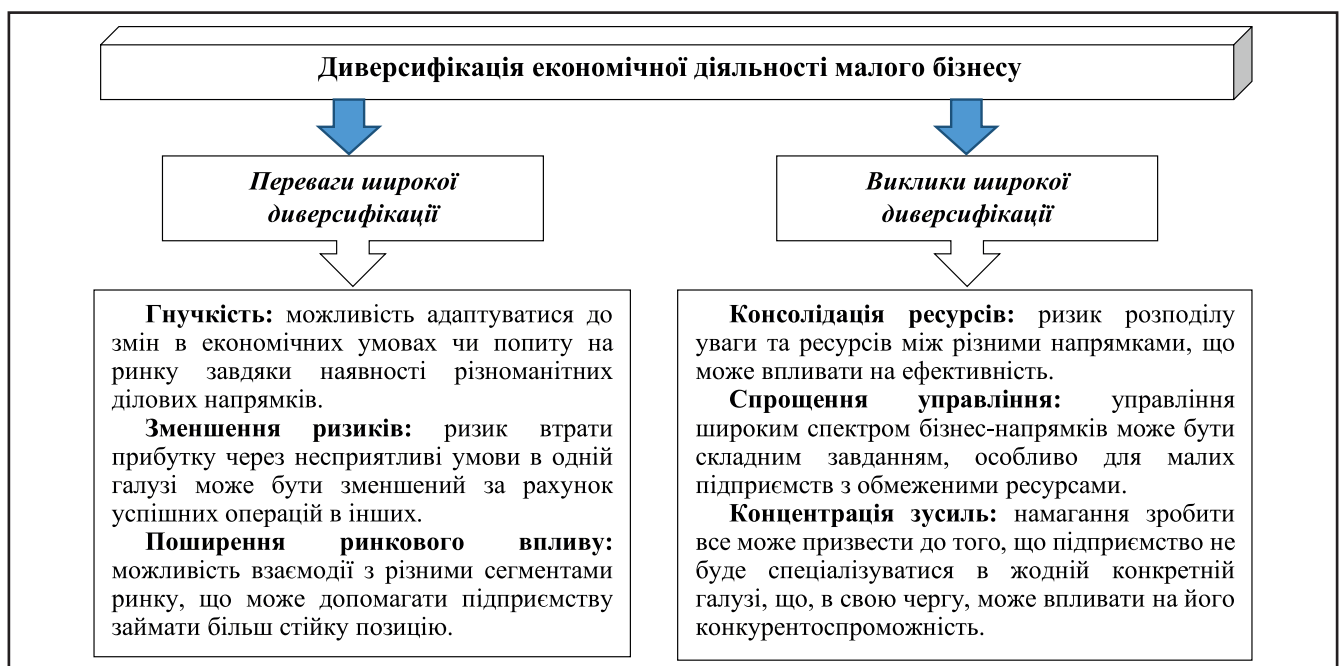 Диверсифікація економічної діяльності малого бізнесу
Переваги широкої
диверсифікації
Гнучкість: можливість адаптуватися до
змін в економічних умовах чи попиту на
ринку завдяки наявності різноманітних
ділових напрямків.
Зменшення ризиків: ризик втрати
прибутку через несприятливі умови в одній
галузі може бути зменшений за рахунок
успішних операцій в інших.
Поширення ринкового впливу:
можливість взаємодії з різними сегментами
ринку, що може допомагати підприємству
займати більш стійку позицію.
Виклики широкої
диверсифікації
Консолідація ресурсів: ризик розподілу
уваги та ресурсів між різними напрямками, що
може впливати на ефективність.
Спрощення управління: управління
широким спектром бізнес-напрямків може бути
складним завданням, особливо для малих
підприємств з обмеженими ресурсами.
Концентрація зусиль: намагання зробити
все може призвести до того, що підприємство не
буде спеціалізуватися в жодній конкретній
галузі, що, в свою чергу, може впливати на його
конкурентоспроможність.